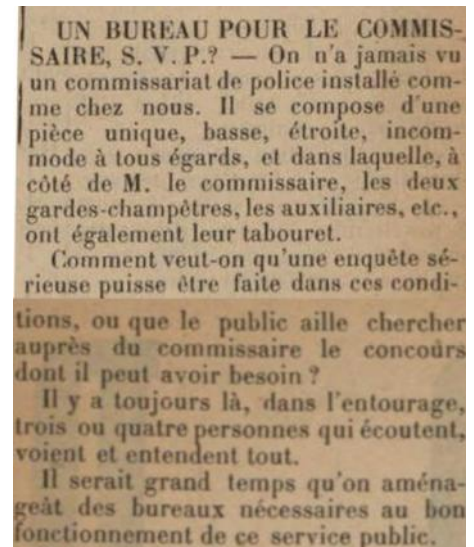 UN BUREAU POUR LE COMMIS-
SAIRE, S. V. P.? — On n'a jamais vu
un commissariat de police installé com-
me chez nous. Il se compose d'une
pièce unique, basse, étroite, incom-
mode à tous égards, et dans laquelle, à
côté de M. le commissaire, les deux
gardes-champêtres, les auxiliaires, etc.,
ont également leur tabouret.
Comment veut-on qu'une enquête sé-
rieuse puisse être faite dans ces condi-
tions, ou que le public aille chercher
auprès du commissaire le concours
dont il peut avoir besoin ?
Il y a toujours là, dans l'entourage,
trois ou quatre personnes qui écoutent,
voient et entendent tout.
Il serait grand temps qu'on aména-
geât des bureaux nécessaires au bon
fonctionnement de ce service public.